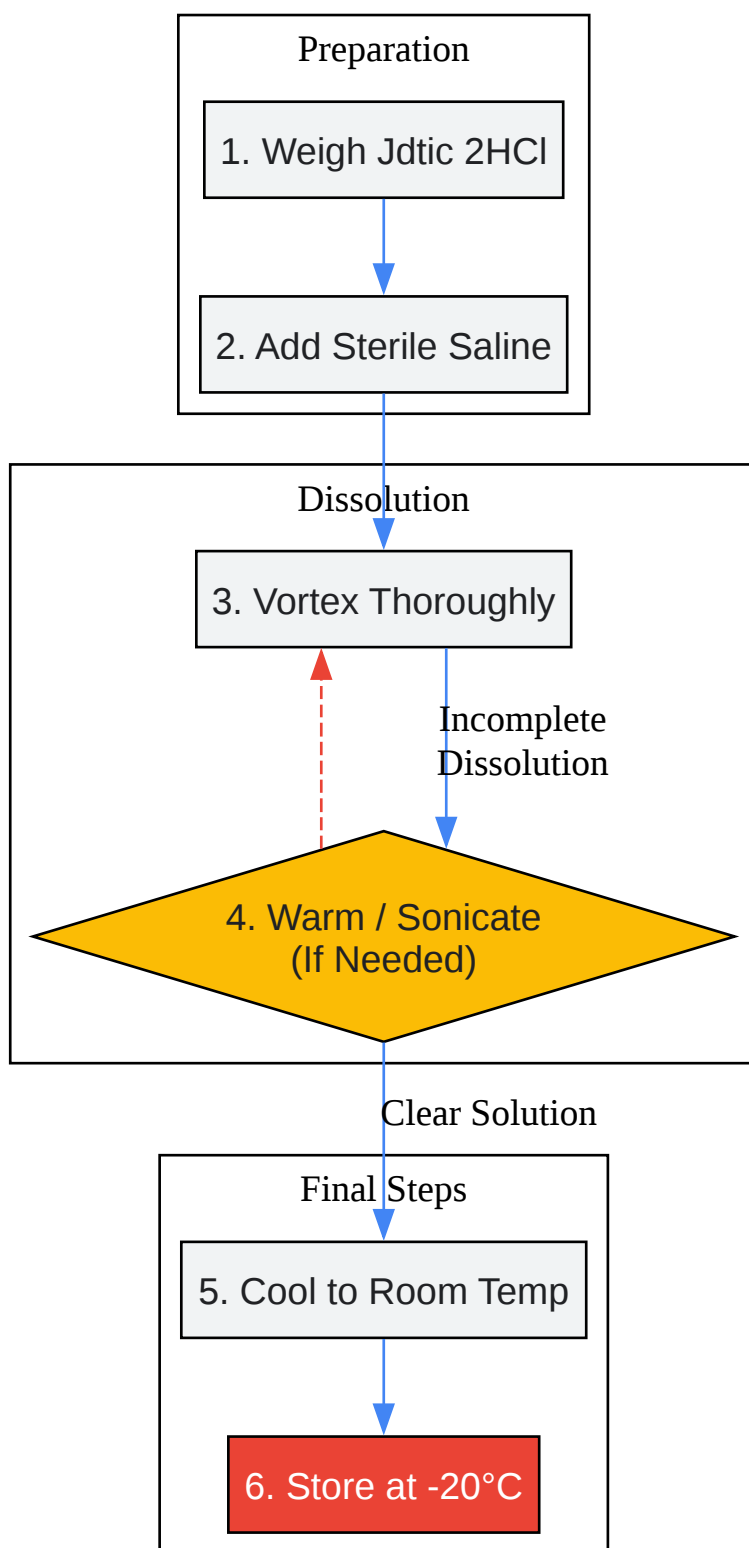 Preparation
1. Weigh Jdtic 2HCl
2. Add Sterile Saline
Dissolution
3. Vortex Thoroughly
Incomplete
Dissolution
4. Warm / Sonicate
(If Needed)
Clear Solution
Final Steps
5. Cool to Room Temp
6. Store at -20°C